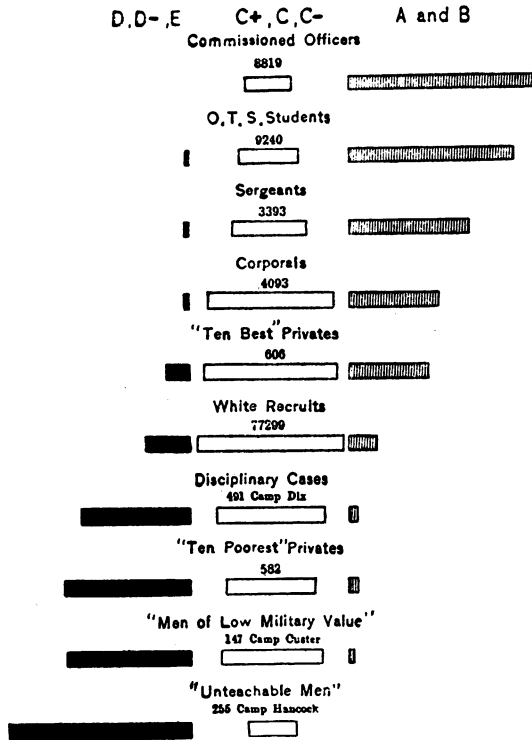 D, D-, E C+, C, C- A and B
Commissioned Officers
8819
O, T, S, Students
9240
Sergeants
3393
Corporals
4093
"Ten Best" Privates
606
White Recruits
77299
Disciplinary Cases
491 Camp Dix
"Ten Poorest" Privates
582
"Men of Low Military Value"
147 Camp Custer
"Unteachable Men"
255 Camp Hancock